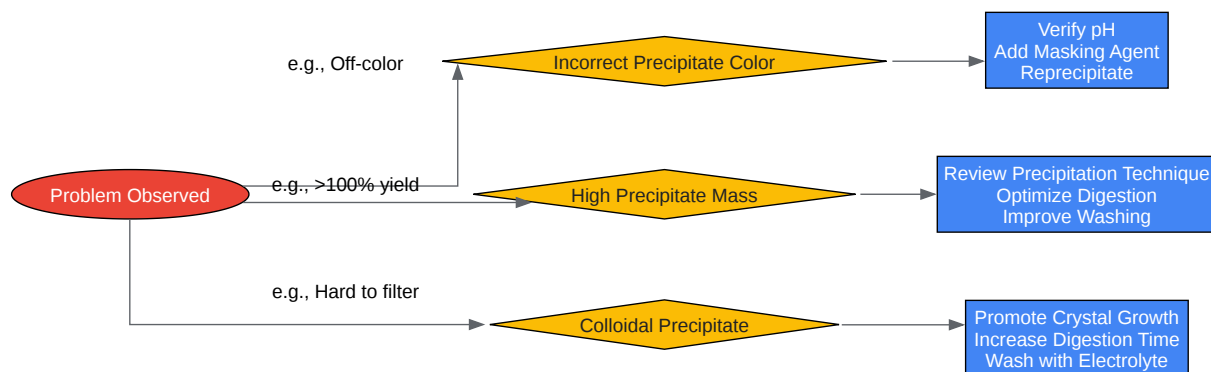 e.g., Off-color
Incorrect Precipitate Color
Verify pH
Add Masking Agent
Reprecipitate
Problem Observed
e.g., >100% yield
High Precipitate Mass
Review Precipitation Technique
Optimize Digestion
Improve Washing
e.g., Hard to filter
Colloidal Precipitate
Promote Crystal Growth
Increase Digestion Time
Wash with Electrolyte